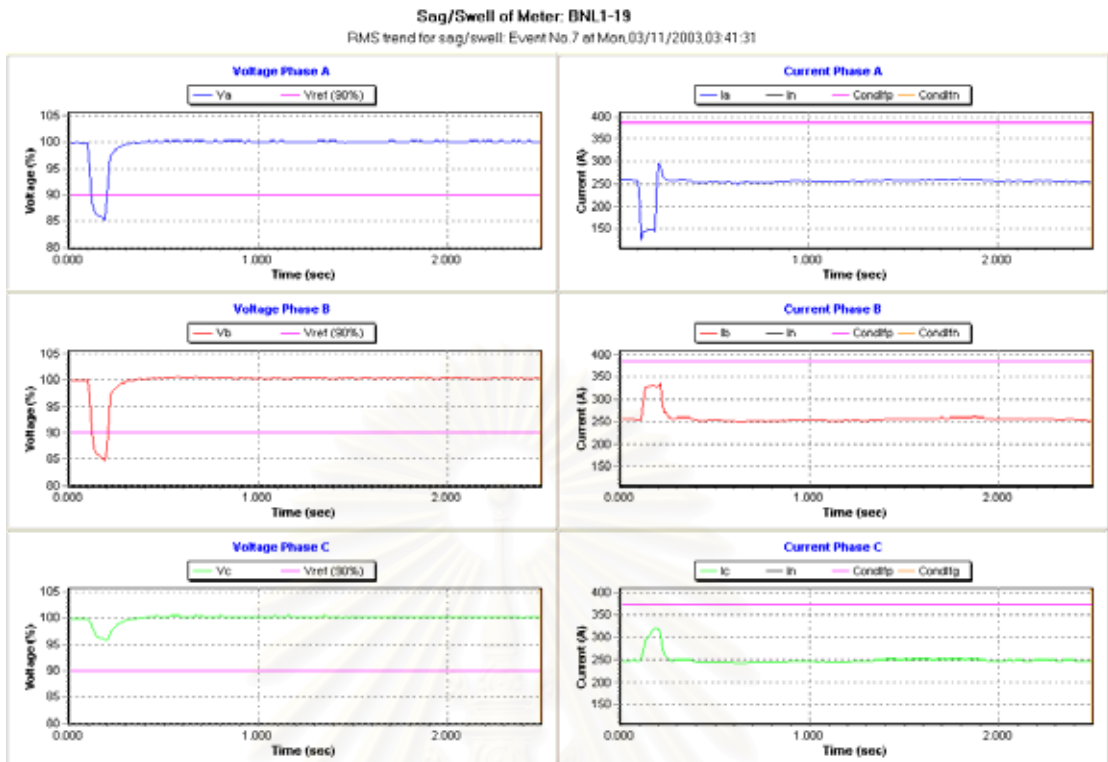 Sag/Swell of Meter: BNL1-19
RMS trend for sag/swell: Event No.7 at Mon,03/11/2003,03:41:31
Voltage Phase A
Va Vref (90%)
105
100
95
90
85
80
Voltage (%)
0.000 1.000 2.000
Time (sec)
Current Phase A
Ia In Condltp Condltn
400
350
300
250
200
150
Current (A)
0.000 1.000 2.000
Time (sec)
Voltage Phase B
Vb Vref (90%)
105
100
95
90
85
80
Voltage (%)
0.000 1.000 2.000
Time (sec)
Current Phase B
Ib In Condltp Condltn
400
350
300
250
200
150
Current (A)
0.000 1.000 2.000
Time (sec)
Voltage Phase C
Vc Vref (90%)
105
100
95
90
85
80
Voltage (%)
0.000 1.000 2.000
Time (sec)
Current Phase C
Ic In Condltp Condltg
400
350
300
250
200
150
Current (A)
0.000 1.000 2.000
Time (sec)